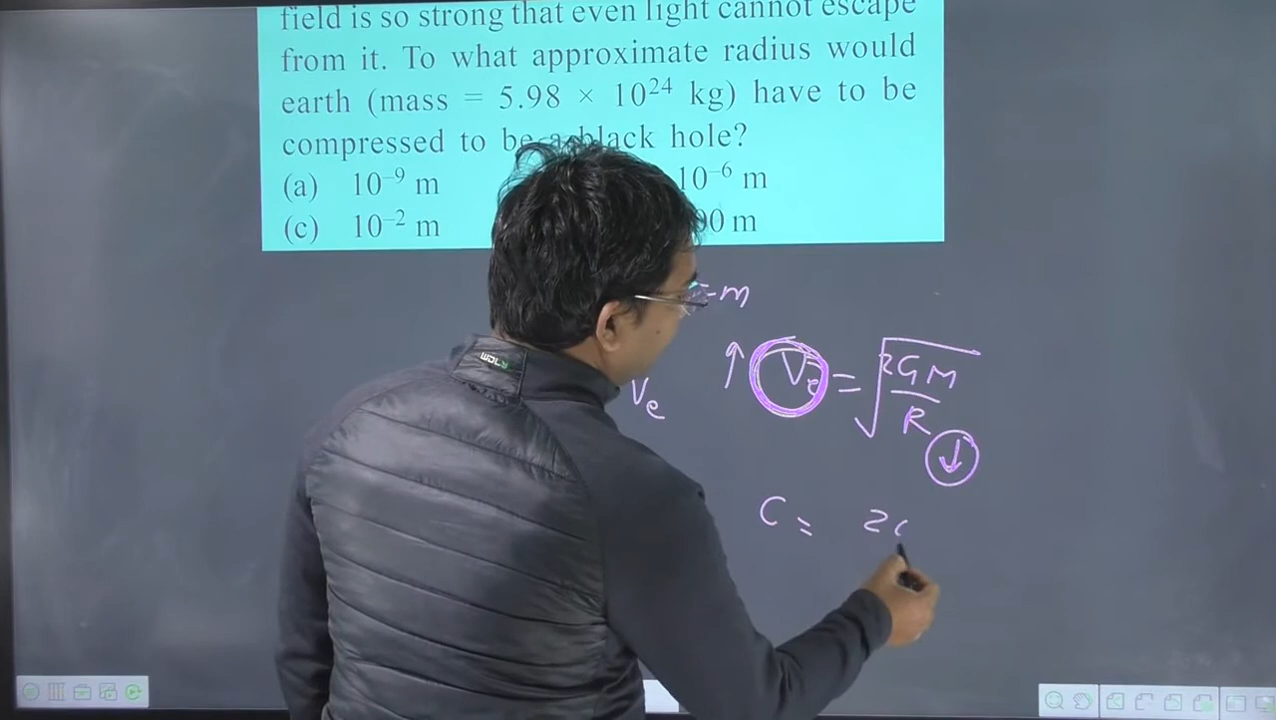 field is so strong that even light cannot escape
from it. To what approximate radius would
earth (mass = 5.98 × 10²⁴ kg) have to be
compressed to be a black hole?
(a) 10⁻⁹ m 10⁻⁶ m
(c) 10⁻² m 00 m
-m
Vₑ ↑ Vₑ = √(2GM/R) ↓
C = 2G